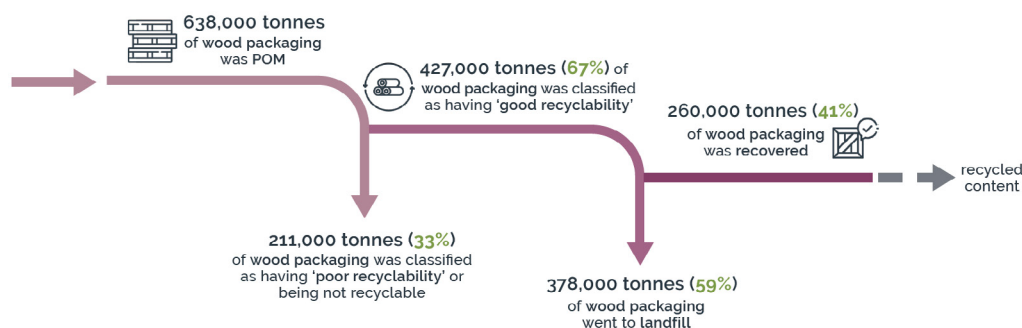 638,000 tonnes
of wood packaging
was POM
427,000 tonnes (67%) of
wood packaging was classified
as having ‘good recyclability’
260,000 tonnes (41%)
of wood packaging
was recovered
recycled
content
211,000 tonnes (33%)
of wood packaging was classified
as having ‘poor recyclability’ or
being not recyclable
378,000 tonnes (59%)
of wood packaging
went to landfill